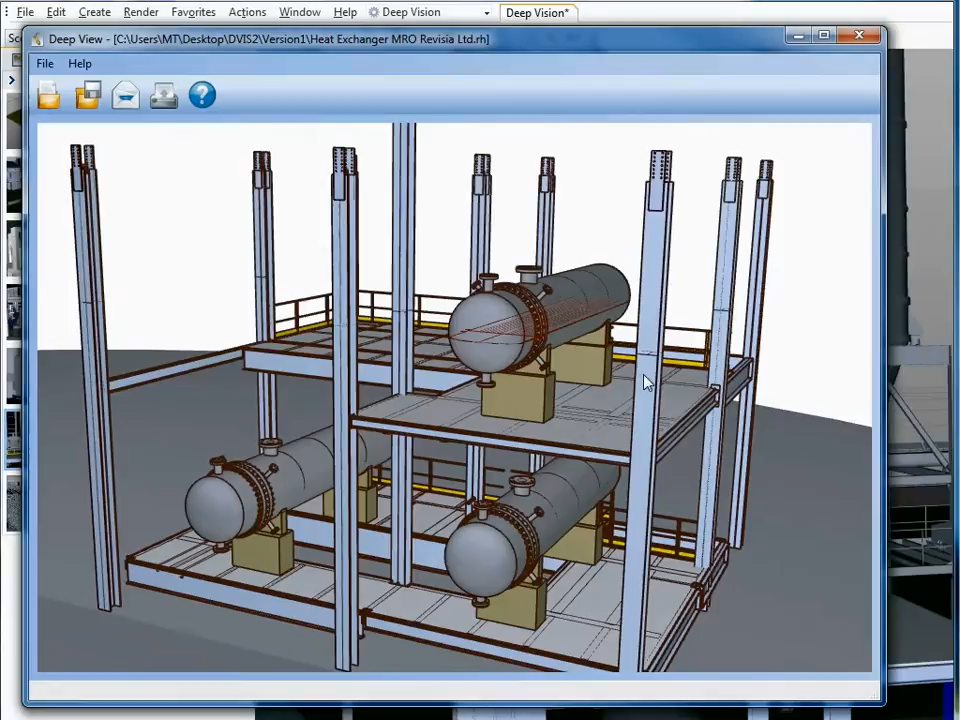 File Edit Create Render Favorites Actions Window Help Deep Vision Deep Vision*
Deep View - [C:\Users\MT\Desktop\DVIS2\Version1\Heat Exchanger MRO Revisia Ltd.rh]
File Help